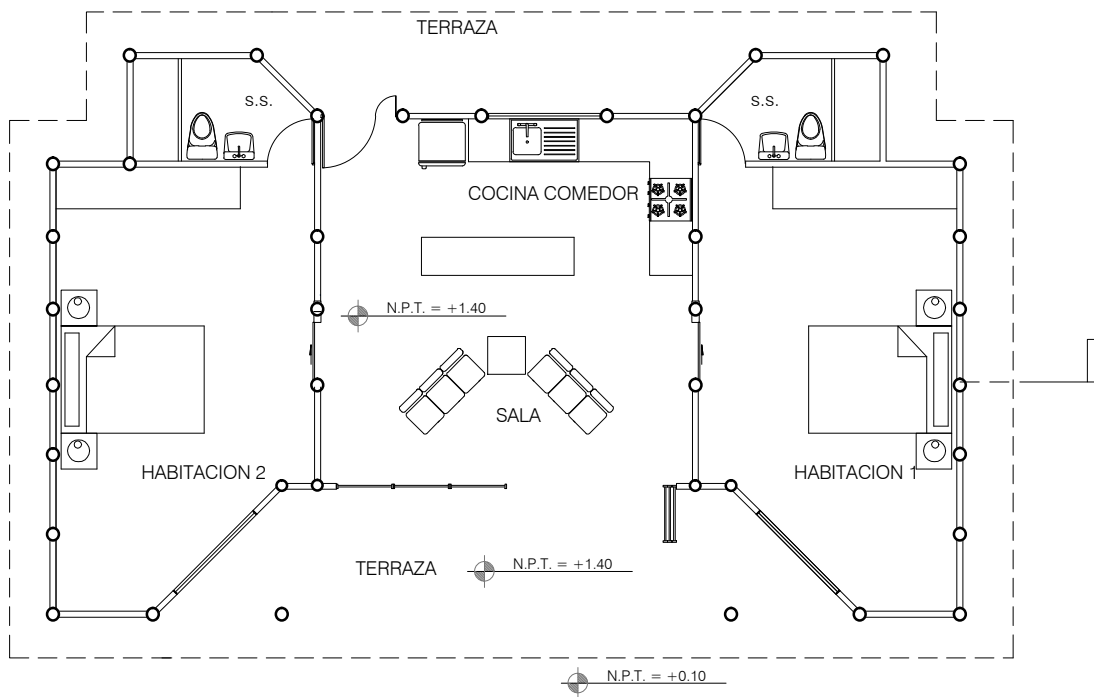 TERRAZA
S.S.
S.S.
COCINA COMEDOR
N.P.T. = +1.40
SALA
HABITACION 2
HABITACION 1
TERRAZA
N.P.T. = +1.40
N.P.T. = +0.10